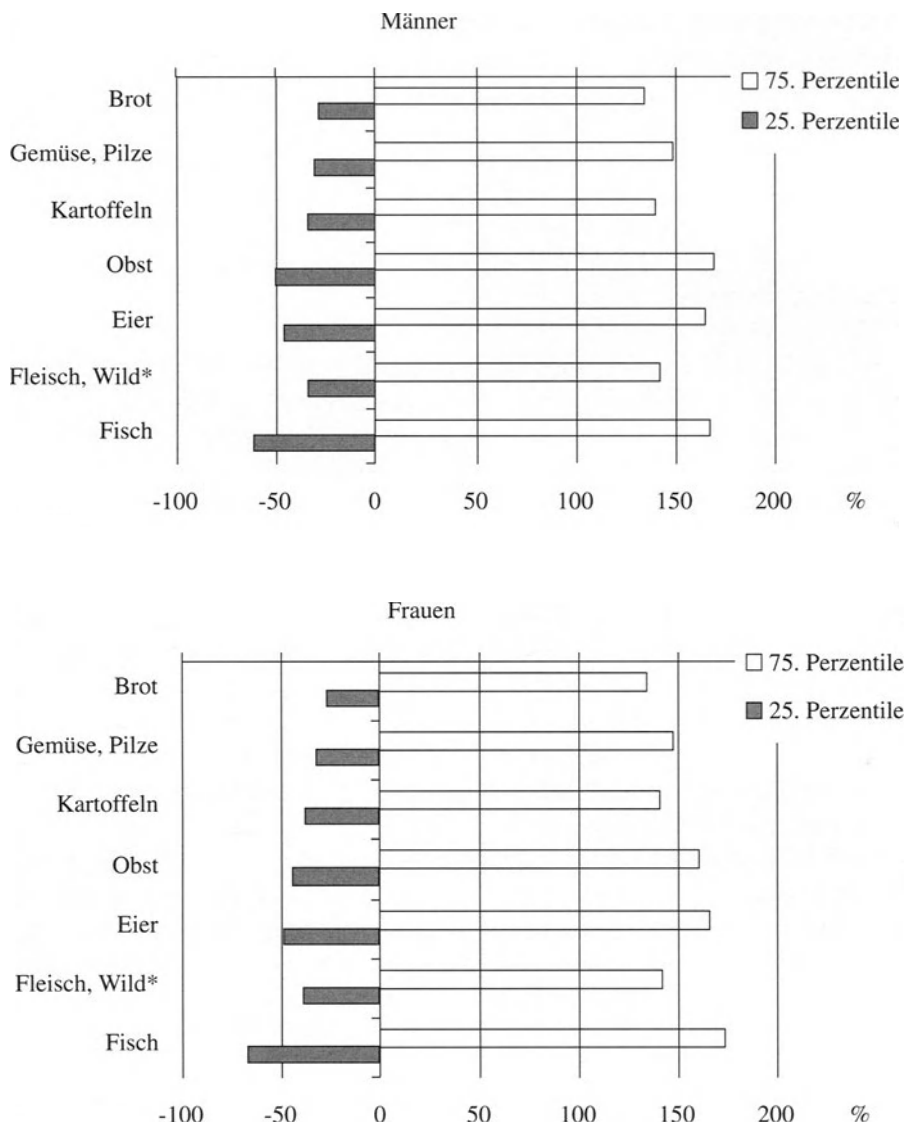 Männer
75. Perzentile
25. Perzentile
Brot
Gemüse, Pilze
Kartoffeln
Obst
Eier
Fleisch, Wild*
Fisch
-100 -50 0 50 100 150 200 %
Frauen
75. Perzentile
25. Perzentile
Brot
Gemüse, Pilze
Kartoffeln
Obst
Eier
Fleisch, Wild*
Fisch
-100 -50 0 50 100 150 200 %